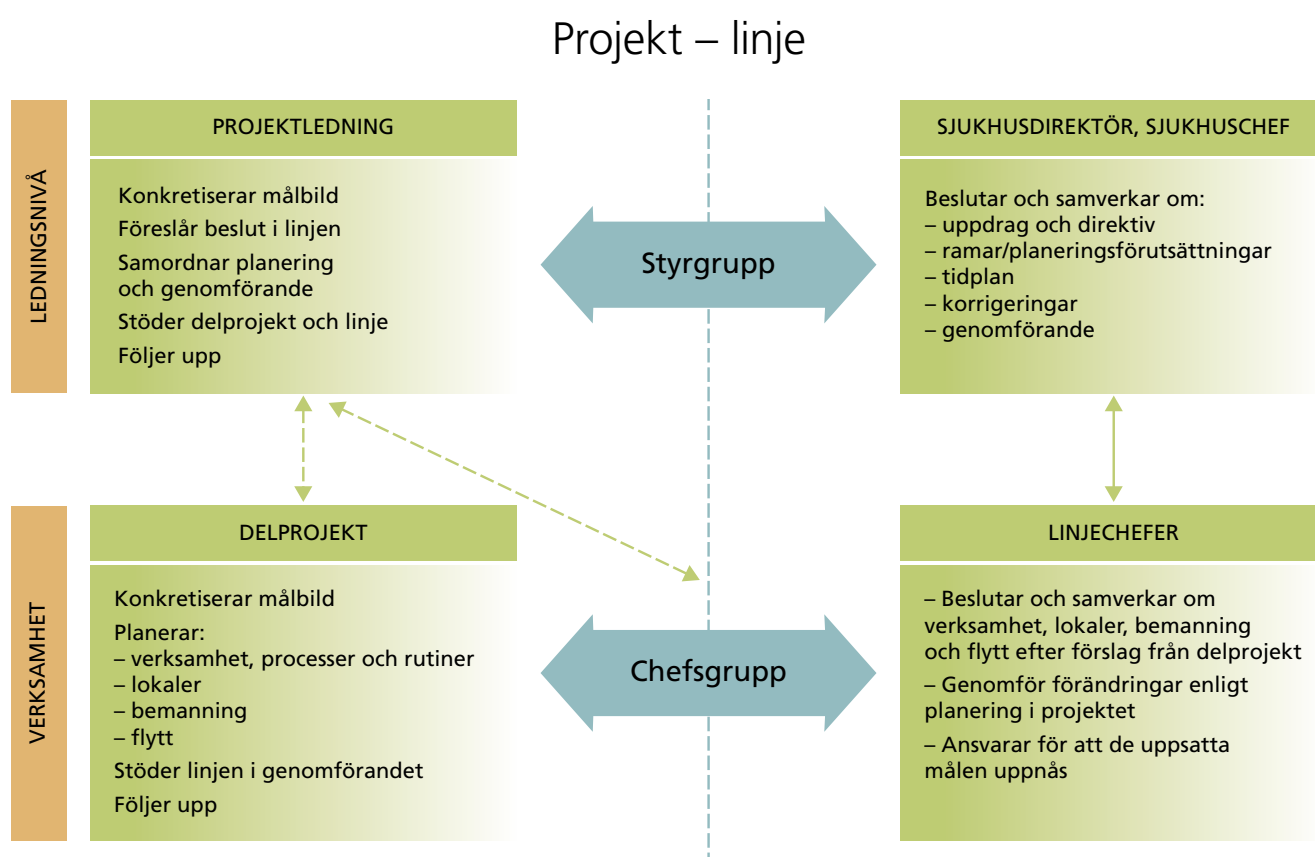 Projekt – linje
LEDNINGSNIVÅ
PROJEKTLEDNING
Konkretiserar målbild
Föreslår beslut i linjen
Samordnar planering
och genomförande
Stöder delprojekt och linje
Följer upp
Styrgrupp
SJUKHUSDIREKTÖR, SJUKHUSCHEF
Beslutar och samverkar om:
– uppdrag och direktiv
– ramar/planeringsförutsättningar
– tidplan
– korrigeringar
– genomförande
VERKSAMHET
DELPROJEKT
Konkretiserar målbild
Planerar:
– verksamhet, processer och rutiner
– lokaler
– bemanning
– flytt
Stöder linjen i genomförandet
Följer upp
Chefsgrupp
LINJECHEFER
– Beslutar och samverkar om
verksamhet, lokaler, bemanning
och flytt efter förslag från delprojekt
– Genomför förändringar enligt
planering i projektet
– Ansvarar för att de uppsatta
målen uppnås